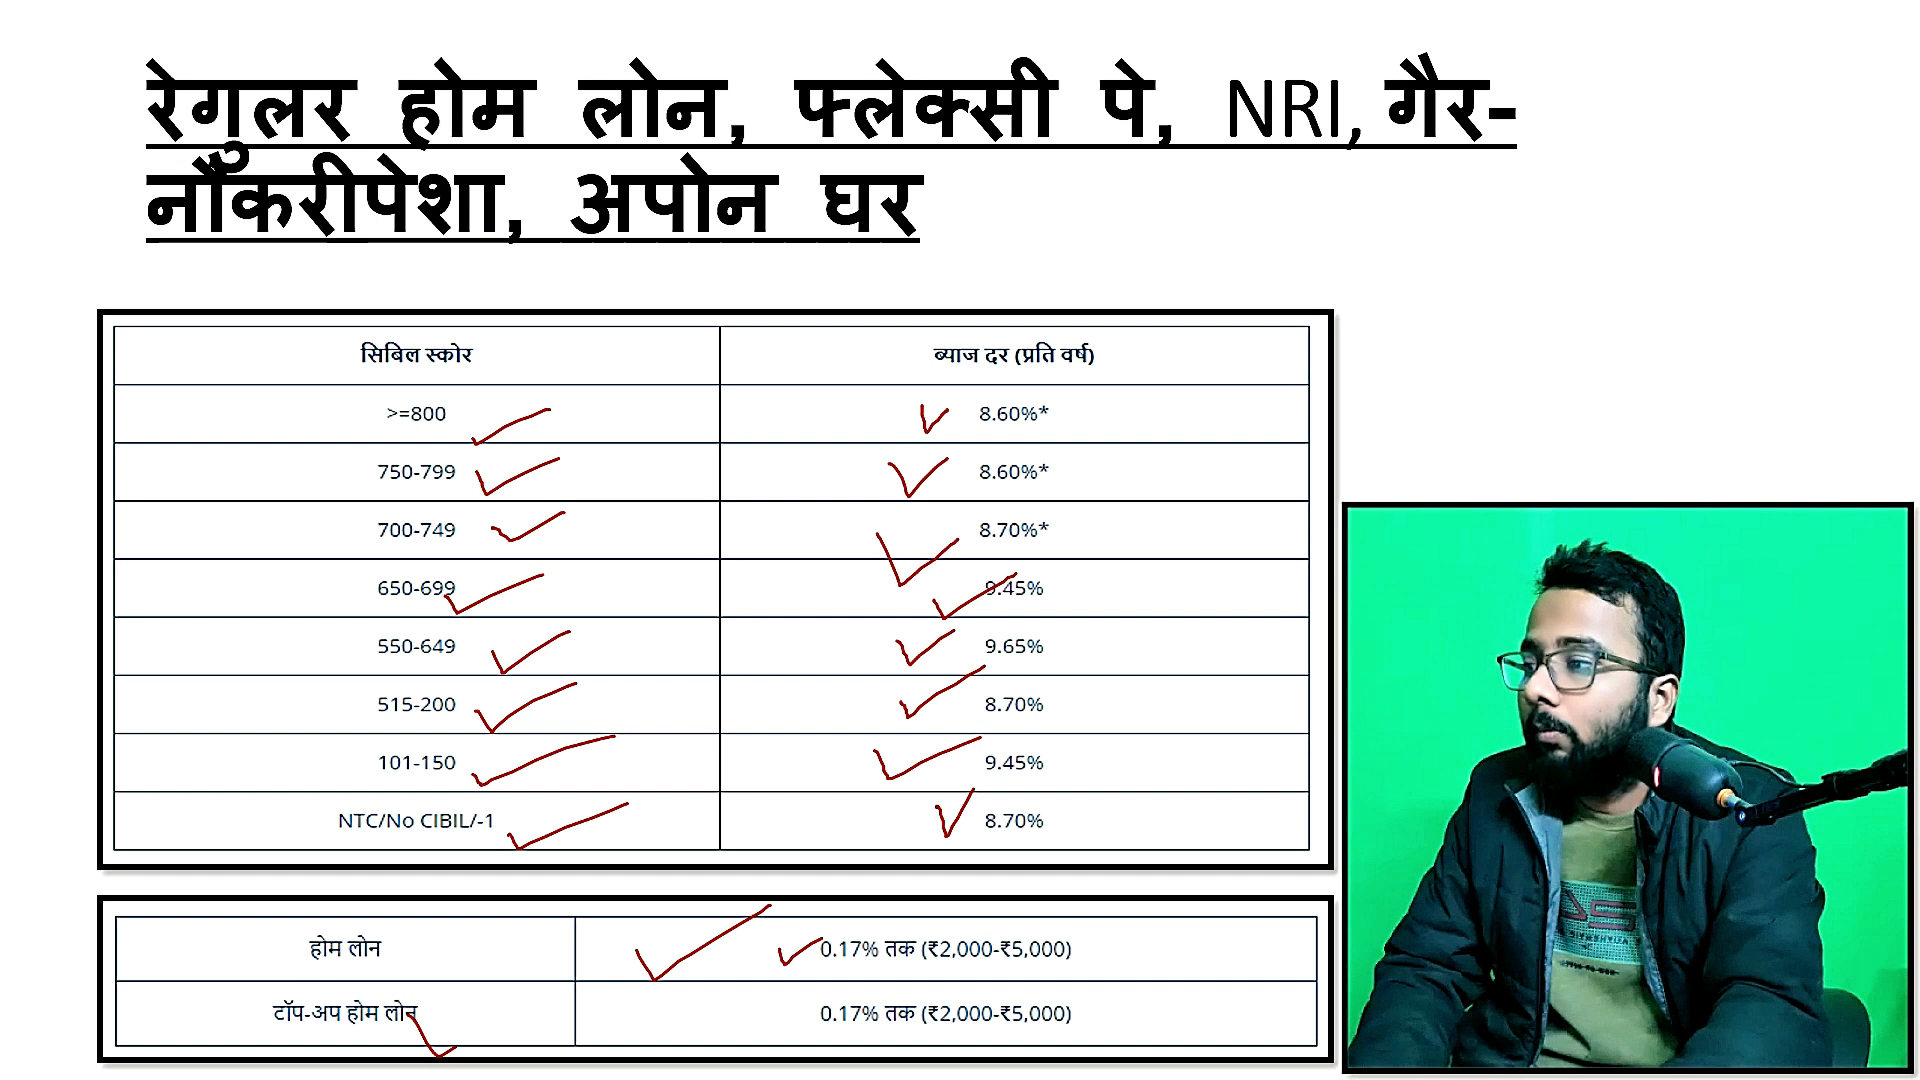 रेगुलर होम लोन, फ्लेक्सी पे, NRI, गैर-
नौकरीपेशा, अपोन घर
सिबिल स्कोर ब्याज दर (प्रति वर्ष)
>=800 8.60%*
750-799 8.60%*
700-749 8.70%*
650-699 9.45%
550-649 9.65%
515-200 8.70%
101-150 9.45%
NTC/No CIBIL/-1 8.70%
होम लोन 0.17% तक (₹2,000-₹5,000)
टॉप-अप होम लोन 0.17% तक (₹2,000-₹5,000)